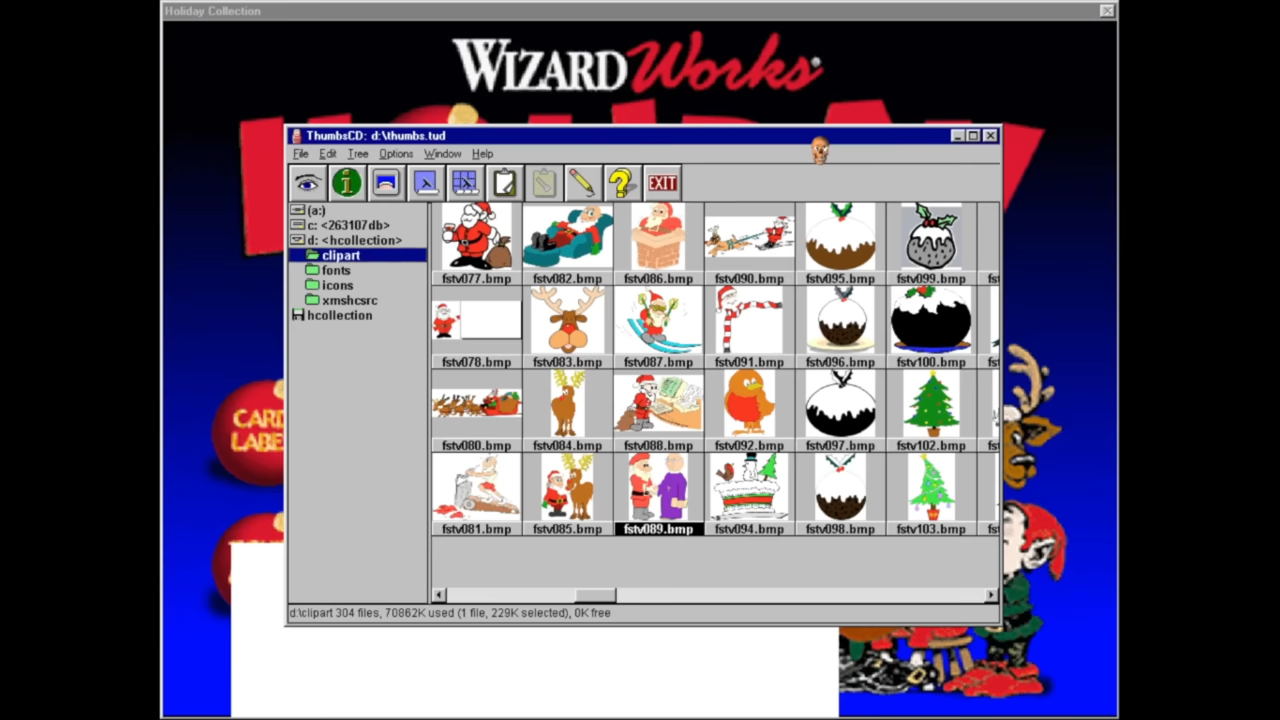 Holiday Collection
WIZARD Works®
ThumbsCD: d:\thumbs.tud
File Edit Tree Options Window Help
EXIT
(a:)
c: <263107db>
d: <hcollection>
clipart
fonts
icons
xmshcsrc
hcollection
fstv077.bmp fstv082.bmp fstv086.bmp fstv090.bmp fstv095.bmp fstv099.bmp
fstv078.bmp fstv083.bmp fstv087.bmp fstv091.bmp fstv096.bmp fstv100.bmp
fstv080.bmp fstv084.bmp fstv088.bmp fstv092.bmp fstv097.bmp fstv102.bmp
fstv081.bmp fstv085.bmp fstv089.bmp fstv094.bmp fstv098.bmp fstv103.bmp
CARD
LABE
d:\clipart 304 files, 70862K used (1 file, 229K selected), 0K free